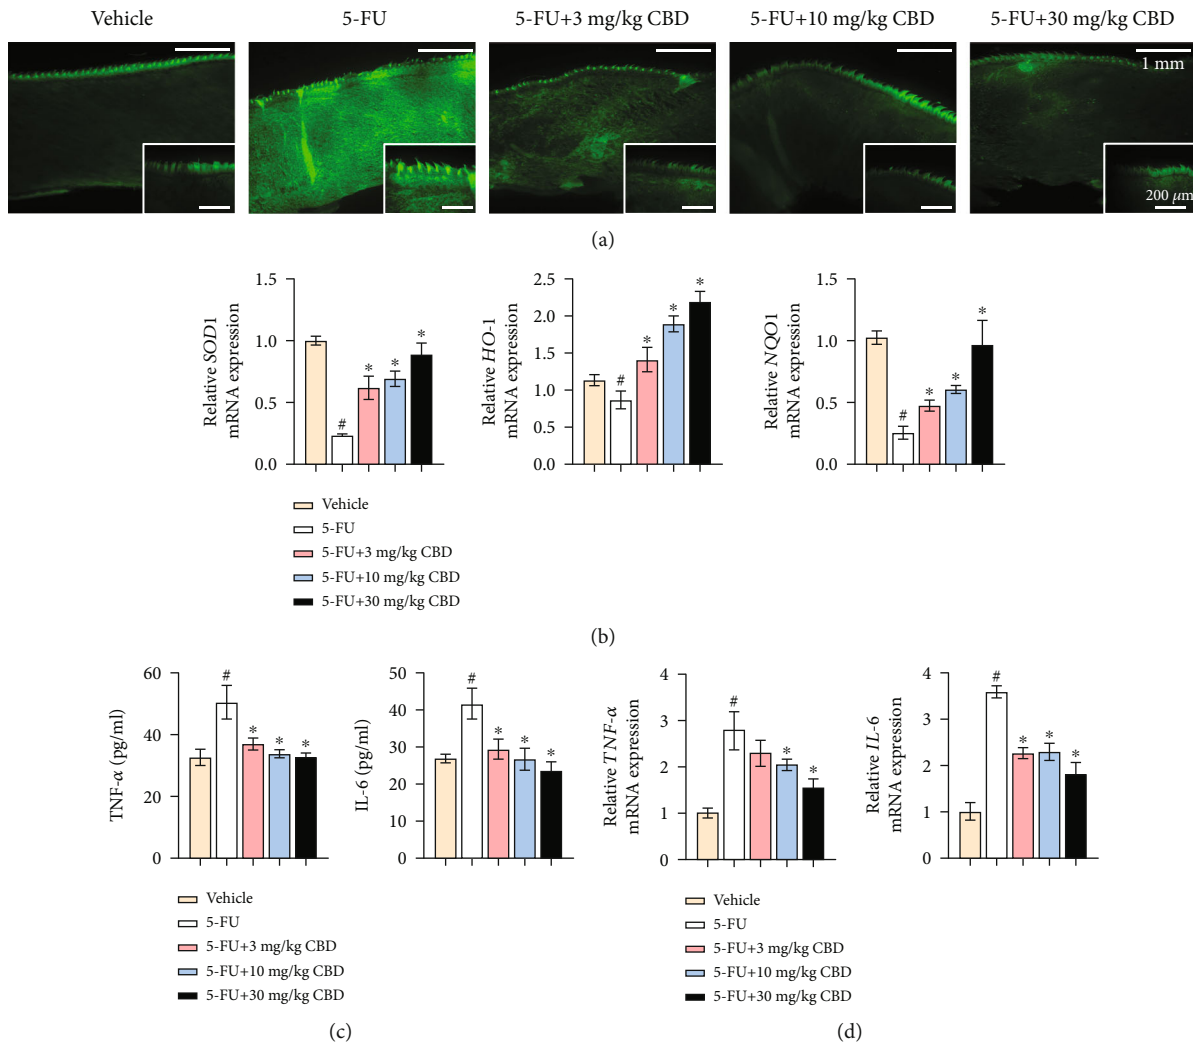 Vehicle
5-FU
5-FU+3 mg/kg CBD
5-FU+10 mg/kg CBD
5-FU+30 mg/kg CBD
1 mm
200 μm
(a)
Relative SOD1
mRNA expression
1.5
1.0
0.5
0.0
#
*
*
*
Relative HO-1
mRNA expression
2.5
2.0
1.5
1.0
0.5
0.0
#
*
*
*
Relative NQO1
mRNA expression
1.5
1.0
0.5
0.0
#
*
*
*
Vehicle
5-FU
5-FU+3 mg/kg CBD
5-FU+10 mg/kg CBD
5-FU+30 mg/kg CBD
(b)
TNF-α (pg/ml)
60
40
20
0
#
*
*
*
IL-6 (pg/ml)
50
40
30
20
10
0
#
*
*
*
Vehicle
5-FU
5-FU+3 mg/kg CBD
5-FU+10 mg/kg CBD
5-FU+30 mg/kg CBD
(c)
Relative TNF-α
mRNA expression
4
3
2
1
0
#
*
*
Relative IL-6
mRNA expression
4
3
2
1
0
#
*
*
*
Vehicle
5-FU
5-FU+3 mg/kg CBD
5-FU+10 mg/kg CBD
5-FU+30 mg/kg CBD
(d)